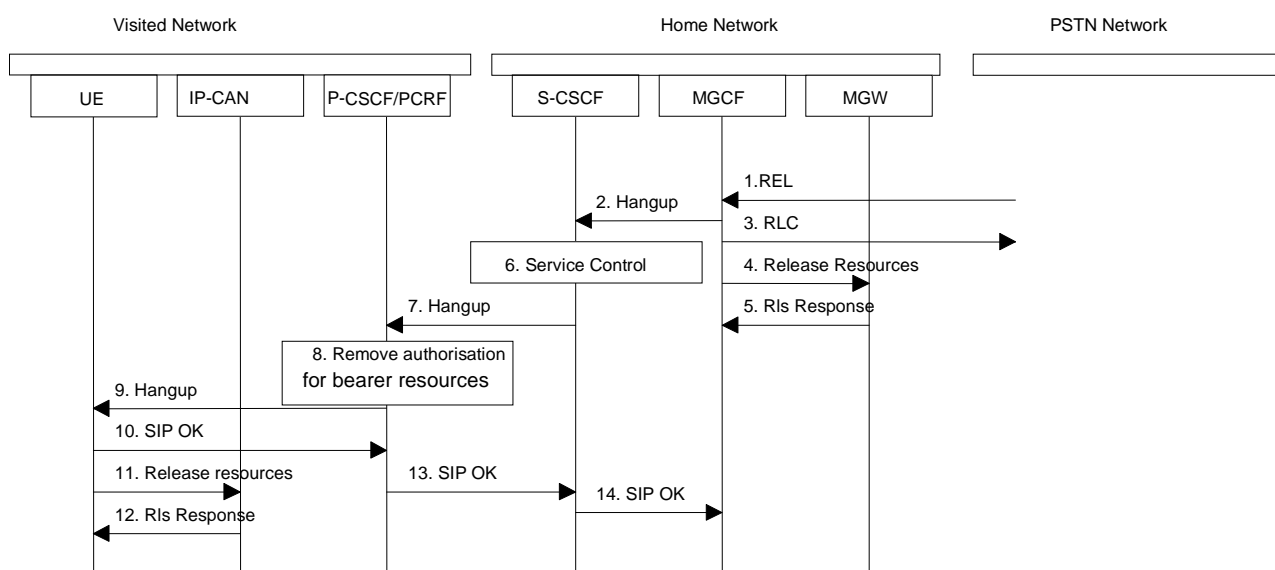 Visited Network
Home Network
PSTN Network
UE
IP-CAN
P-CSCF/PCRF
S-CSCF
MGCF
MGW
1.REL
2. Hangup
3. RLC
6. Service Control
4. Release Resources
7. Hangup
5. Rls Response
8. Remove authorisation
for bearer resources
9. Hangup
10. SIP OK
11. Release resources
13. SIP OK
14. SIP OK
12. Rls Response